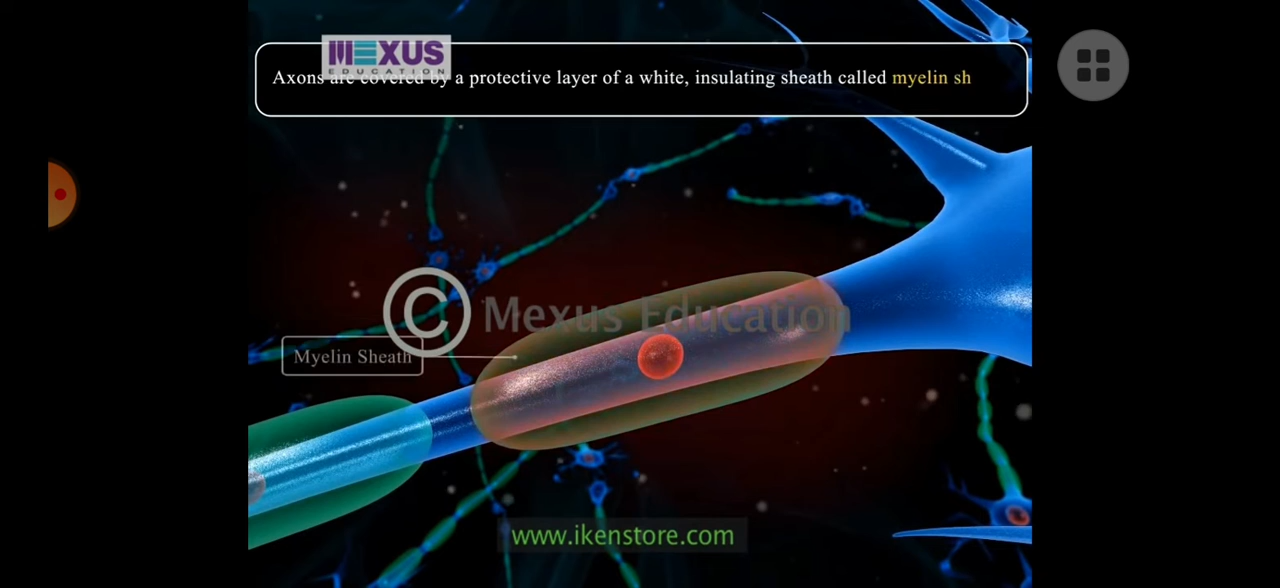 MEXUS
EDUCATION
Axons are covered by a protective layer of a white, insulating sheath called myelin sh
© Mexus Education
Myelin Sheath
www.ikenstore.com